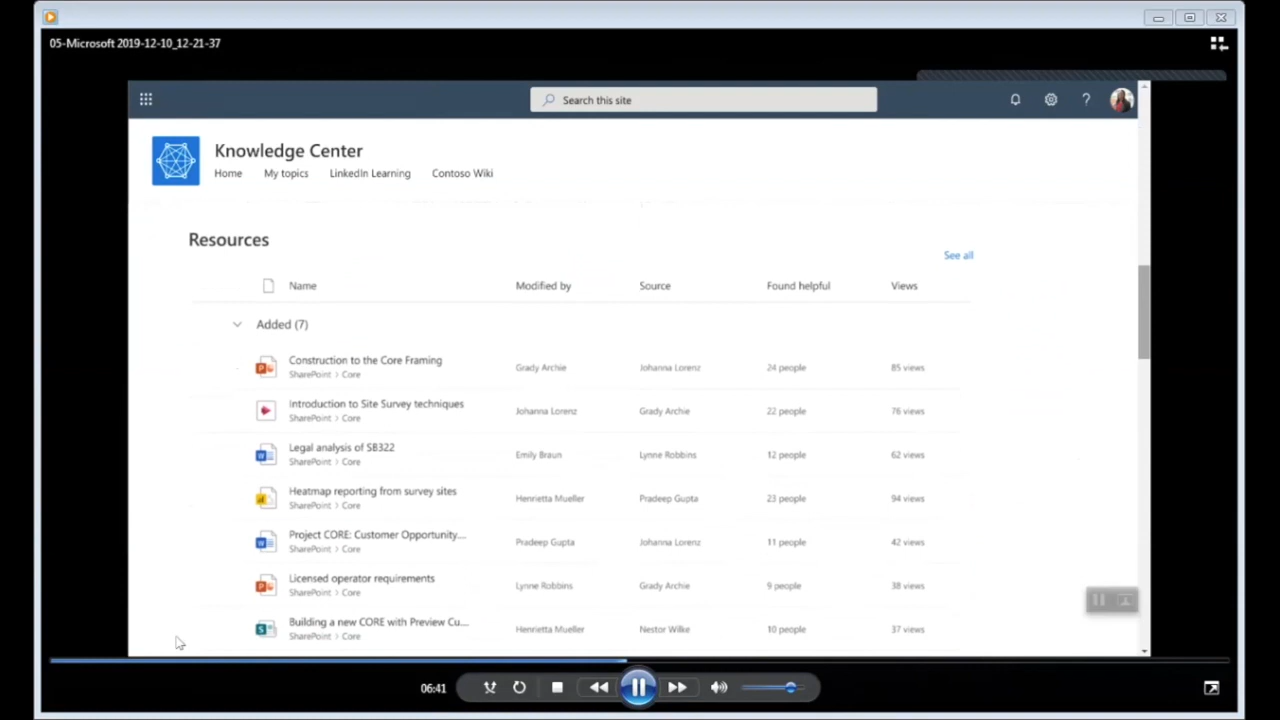 05-Microsoft 2019-12-10_12-21-37
Search this site
?
Knowledge Center
Home My topics LinkedIn Learning Contoso Wiki
Resources
See all
Name Modified by Source Found helpful Views
Added (7)
Construction to the Core Framing
SharePoint > Core
Grady Archie Johanna Lorenz 24 people 85 views
Introduction to Site Survey techniques
SharePoint > Core
Johanna Lorenz Grady Archie 22 people 76 views
Legal analysis of SB322
SharePoint > Core
Emily Braun Lynne Robbins 12 people 62 views
Heatmap reporting from survey sites
SharePoint > Core
Henrietta Mueller Pradeep Gupta 23 people 94 views
Project CORE: Customer Opportunity...
SharePoint > Core
Pradeep Gupta Johanna Lorenz 11 people 42 views
Licensed operator requirements
SharePoint > Core
Lynne Robbins Grady Archie 9 people 38 views
Building a new CORE with Preview Cu...
SharePoint > Core
Henrietta Mueller Nestor Wilke 10 people 37 views
06:41